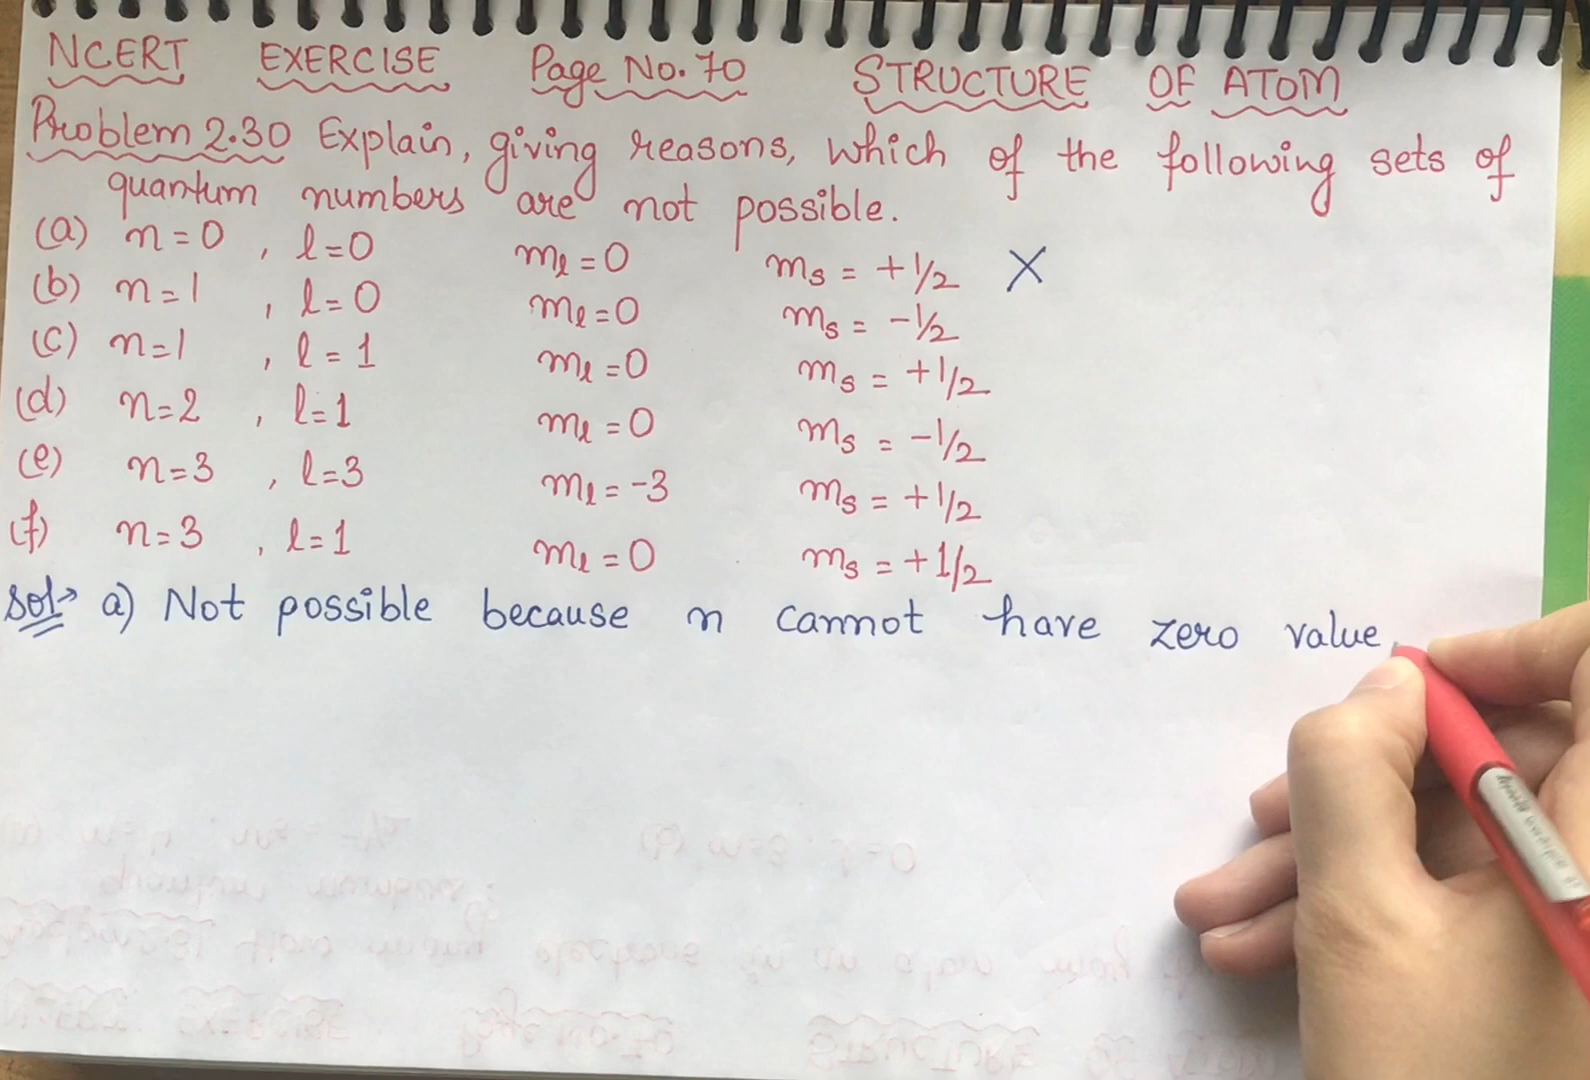 NCERT EXERCISE Page No. 70 STRUCTURE OF ATOM
Problem 2.30 Explain, giving reasons, which of the following sets of
quantum numbers are not possible.
(a) n=0 , l=0 mₗ=0 mₛ = +1/2 X
(b) n=1 , l=0 mₗ=0 mₛ = -1/2
(c) n=1 , l=1 mₗ=0 mₛ = +1/2
(d) n=2 , l=1 mₗ=0 mₛ = -1/2
(e) n=3 , l=3 mₗ=-3 mₛ = +1/2
(f) n=3 , l=1 mₗ=0 mₛ = +1/2
Sol→ a) Not possible because n cannot have zero value.